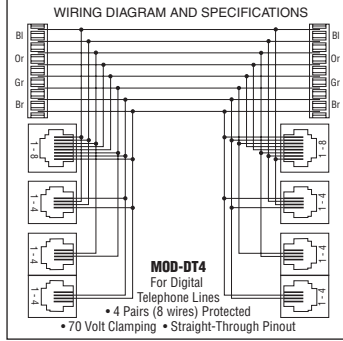 WIRING DIAGRAM AND SPECIFICATIONS
Bl
Or
Gr
Br
Bl
Or
Gr
Br
1 - 8
1 - 4
1 - 4
1 - 4
1 - 8
1 - 4
1 - 4
1 - 4
MOD-DT4
For Digital
Telephone Lines
• 4 Pairs (8 wires) Protected
• 70 Volt Clamping • Straight-Through Pinout